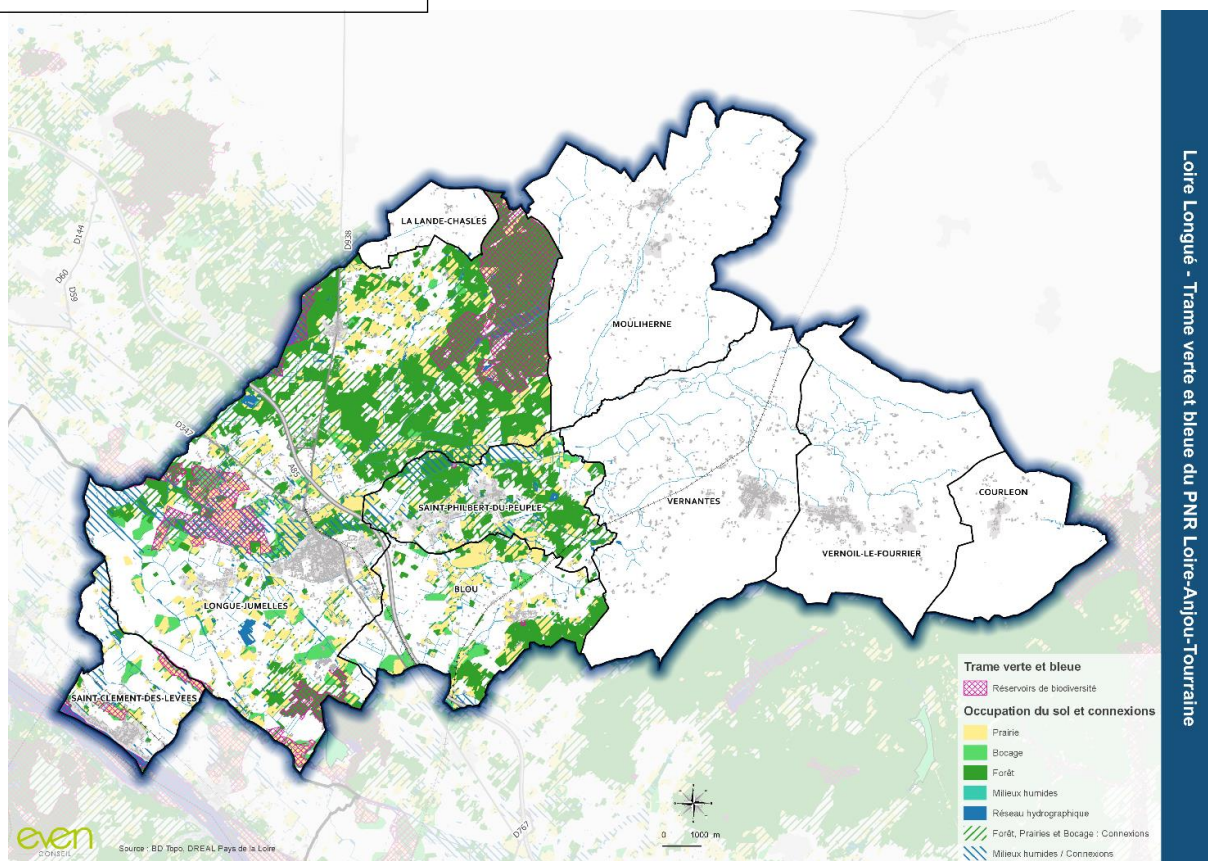 Loire Longué - Trame verte et bleue du PNR Loire-Anjou-Tourraine
D144
D60
D59
D938
LA LANDE-CHASLES
MOULIHERNE
D347
A85
SAINT-PHILBERT-DU-PEUPLE
VERNANTES
COURLEON
VERNOIL-LE-FOURRIER
BLOU
LONGUE-JUMELLES
SAINT-CLEMENT-DES-LEVEES
D767
Trame verte et bleue
Réservoirs de biodiversité
Occupation du sol et connexions
Prairie
Bocage
Forêt
Milieux humides
Réseau hydrographique
Forêt, Prairies et Bocage : Connexions
Milieux humides / Connexions
0 1000 m
even
CONSEIL
Source : BD Topo, DREAL Pays de la Loire